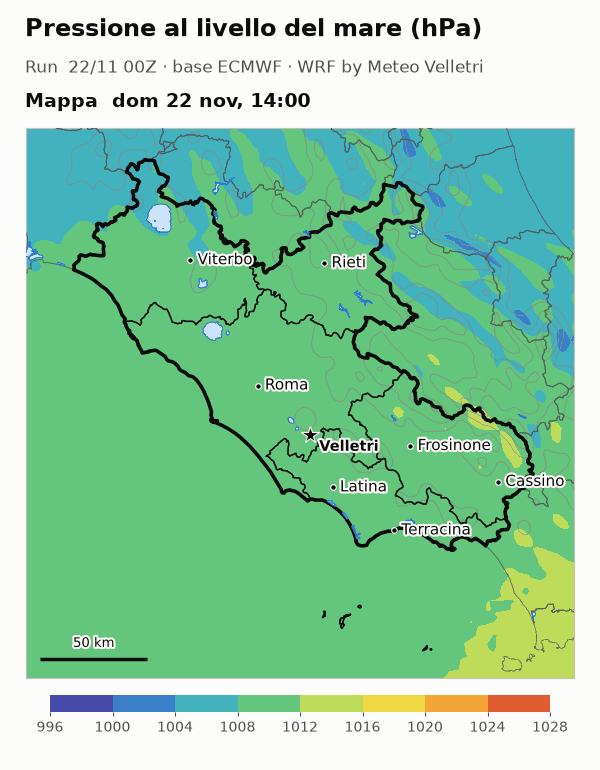 Pressione al livello del mare (hPa)
Run  22/11 00Z · base ECMWF · WRF by Meteo Velletri
Mappa  dom 22 nov, 14:00
Viterbo
Rieti
Roma
Velletri
Frosinone
Latina
Cassino
Terracina
50 km
996 1000 1004 1008 1012 1016 1020 1024 1028